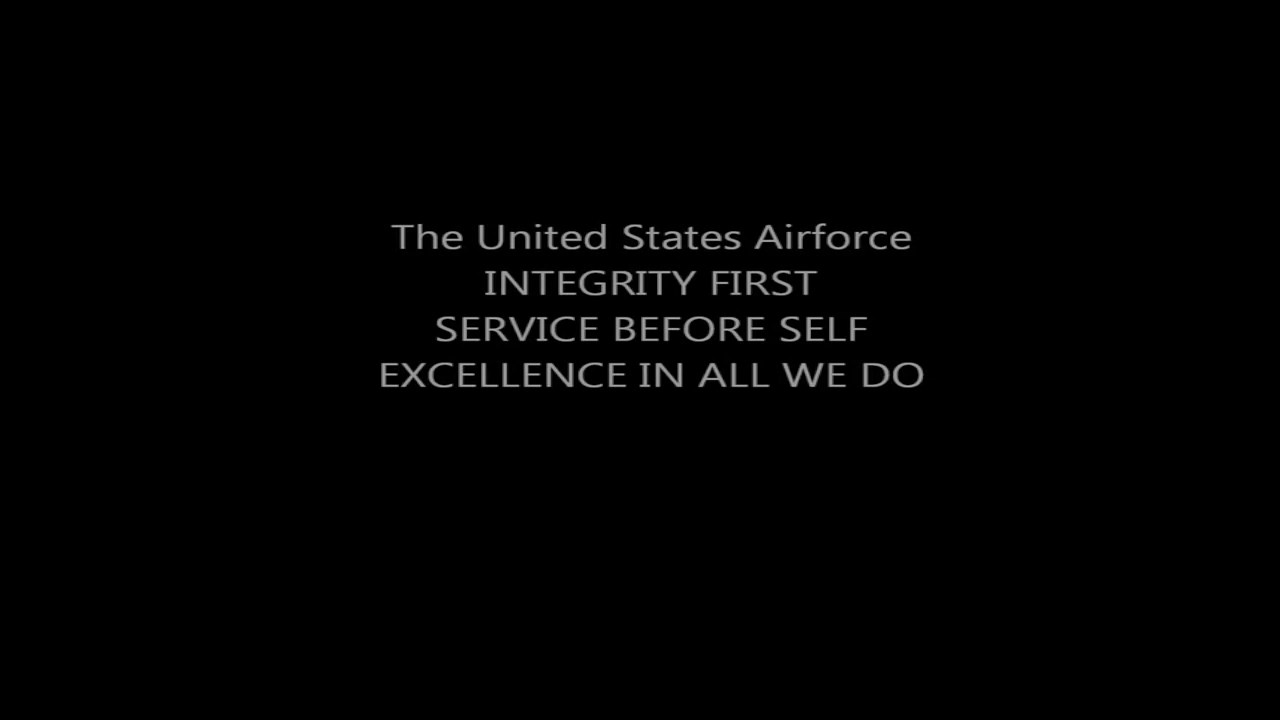 The United States Airforce
INTEGRITY FIRST
SERVICE BEFORE SELF
EXCELLENCE IN ALL WE DO